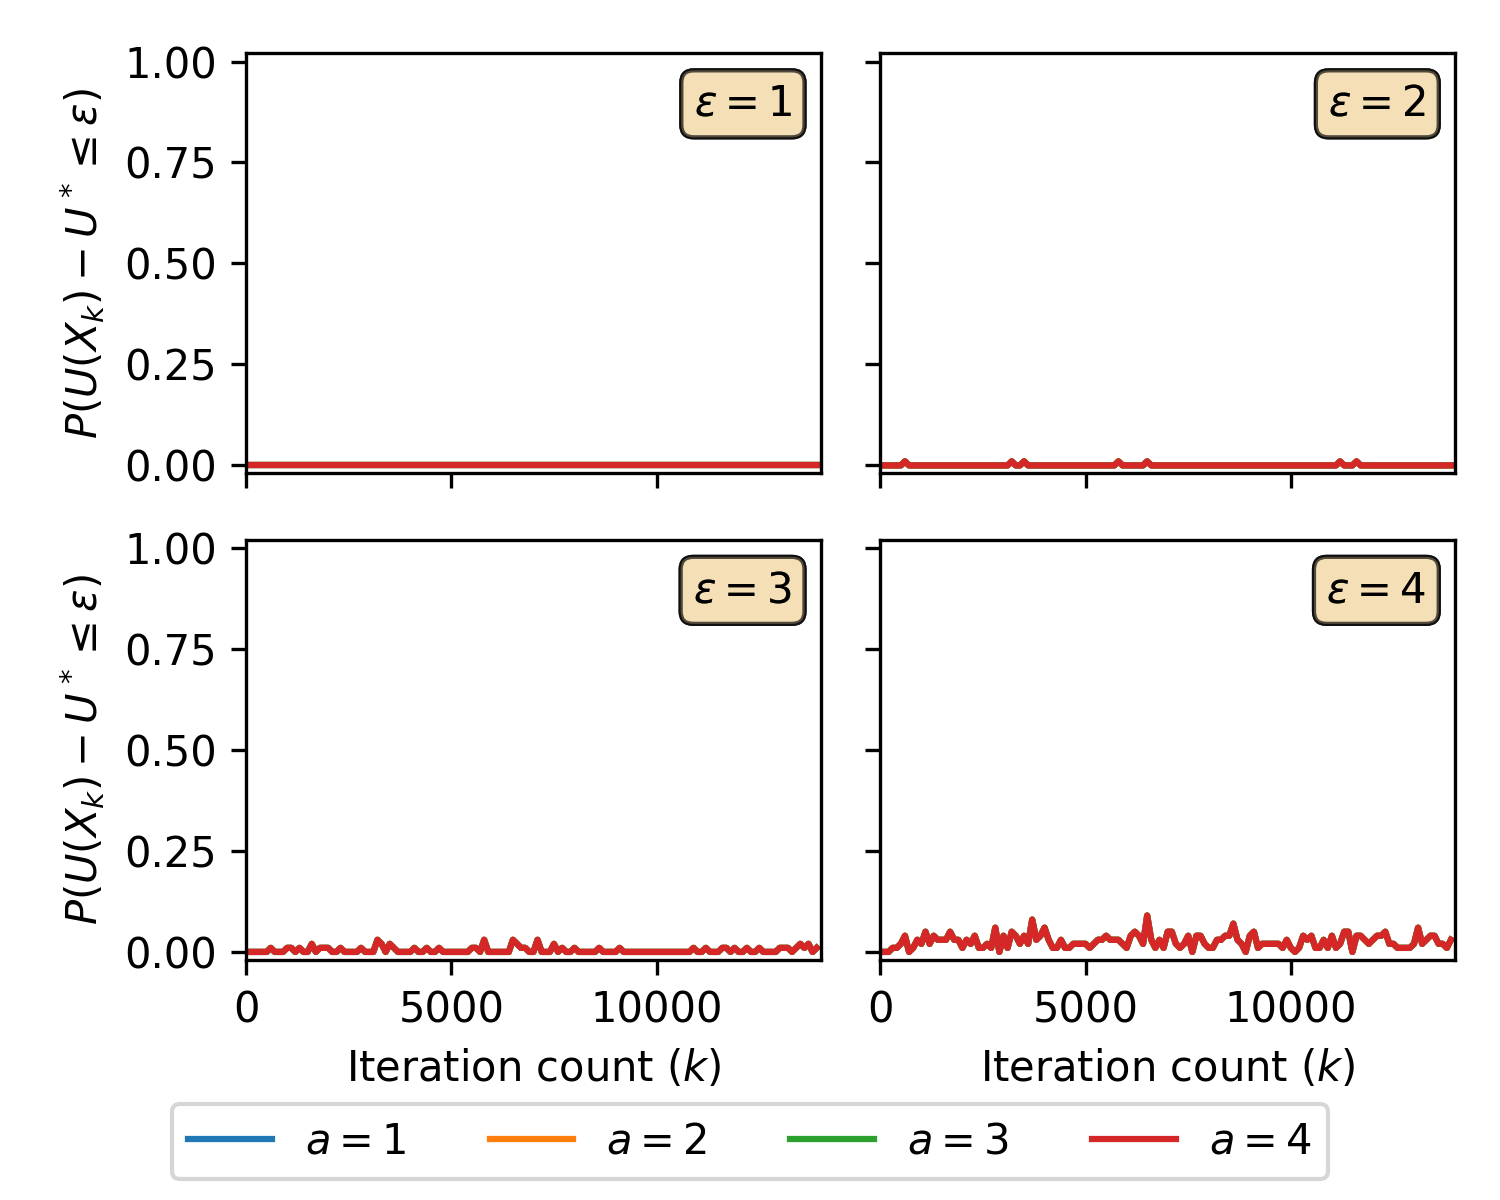 1.00
0.75
0.50
0.25
0.00
P(U(X_k) − U* ≤ ε)
ε = 1
ε = 2
1.00
0.75
0.50
0.25
0.00
P(U(X_k) − U* ≤ ε)
ε = 3
ε = 4
0 5000 10000
0 5000 10000
Iteration count (k)
Iteration count (k)
a = 1 a = 2 a = 3 a = 4